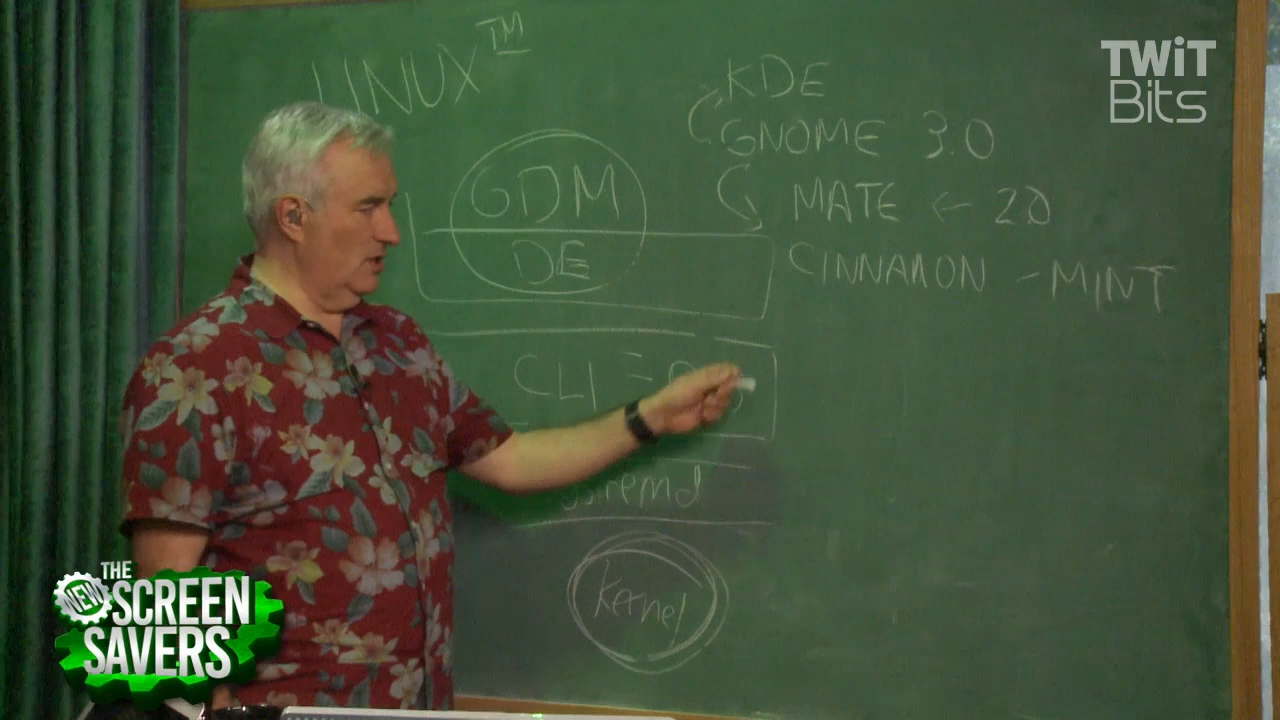 LINUX™
GDM
DE
CLI =
kernel
KDE
GNOME 3.0
MATE ← 2.0
CINNAMON - MINT
TWiT
Bits
THE
NEW
SCREEN
SAVERS